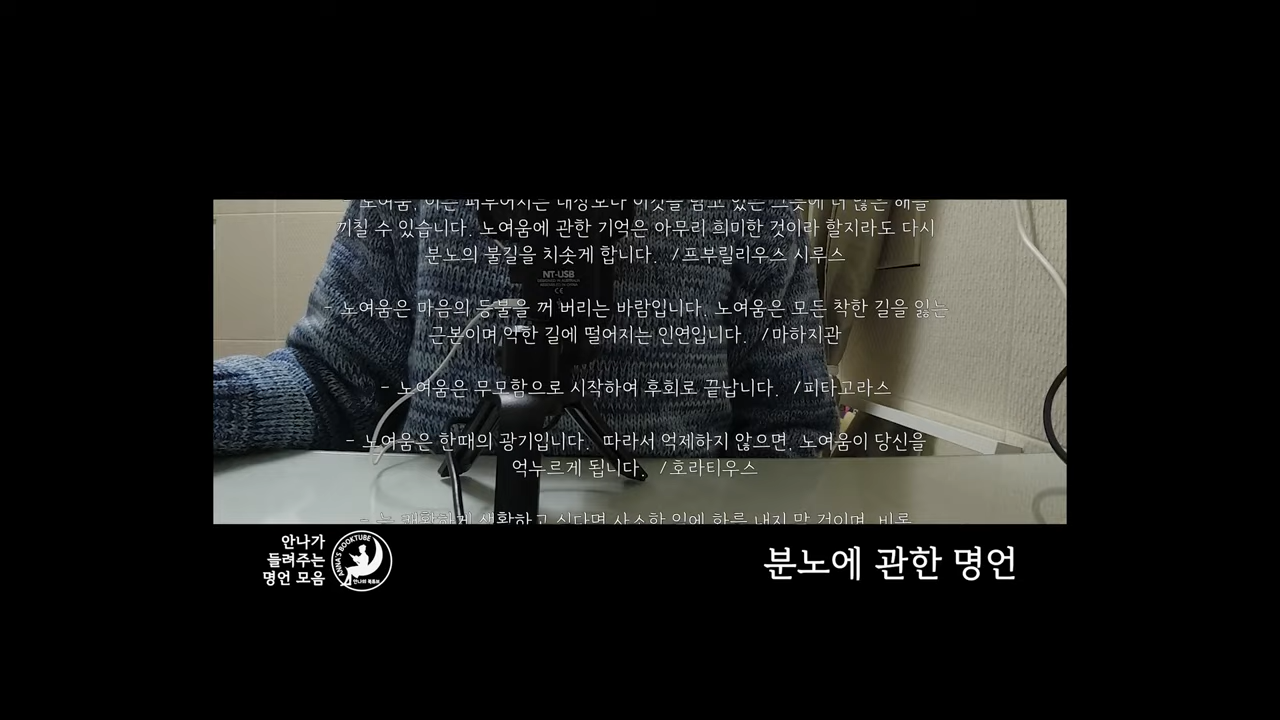 끼칠 수 있습니다. 노여움에 관한 기억은 아무리 희미한 것이라 할지라도 다시
분노의 불길을 치솟게 합니다. /프부릴리우스 시루스
NT-USB
- 노여움은 마음의 등불을 꺼 버리는 바람입니다. 노여움은 모든 착한 길을 잃는
근본이며 악한 길에 떨어지는 인연입니다. /마하지관
- 노여움은 무모함으로 시작하여 후회로 끝납니다. /피타고라스
- 노여움은 한때의 광기입니다. 따라서 억제하지 않으면, 노여움이 당신을
억누르게 됩니다. /호라티우스
안나가
들려주는
명언 모음
ANNA'S BOOKTUBE
분노에 관한 명언